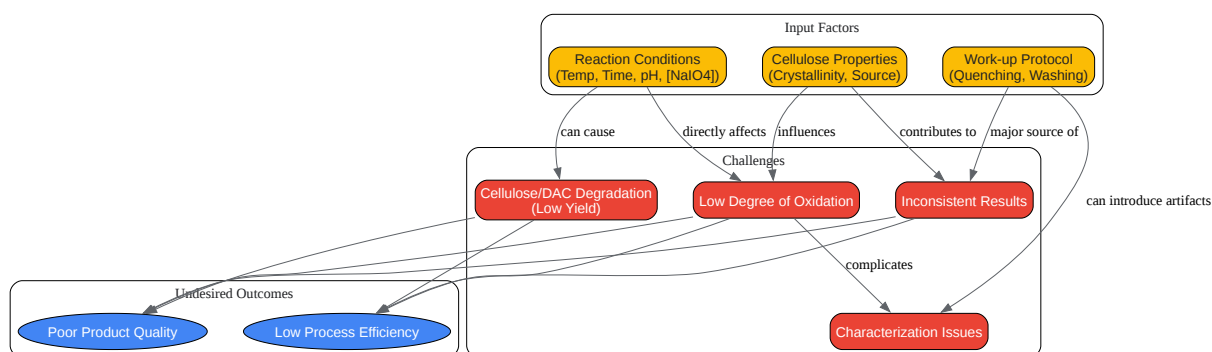 Input Factors
Reaction Conditions
(Temp, Time, pH, [NaIO4])
Cellulose Properties
(Crystallinity, Source)
Work-up Protocol
(Quenching, Washing)
can cause
directly affects
influences
contributes to
major source of
Challenges
Cellulose/DAC Degradation
(Low Yield)
Low Degree of Oxidation
Inconsistent Results
can introduce artifacts
complicates
Undesired Outcomes
Poor Product Quality
Low Process Efficiency
Characterization Issues